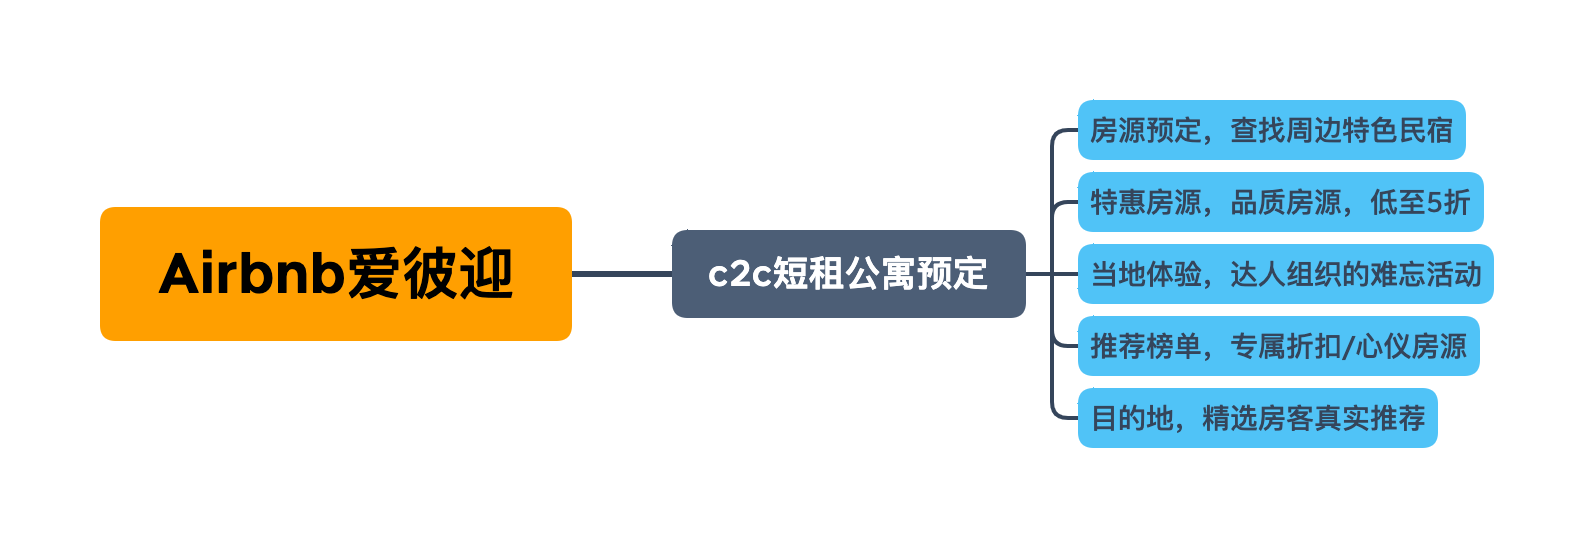 Airbnb爱彼迎
c2c短租公寓预定
房源预定，查找周边特色民宿
特惠房源，品质房源，低至5折
当地体验，达人组织的难忘活动
推荐榜单，专属折扣/心仪房源
目的地，精选房客真实推荐